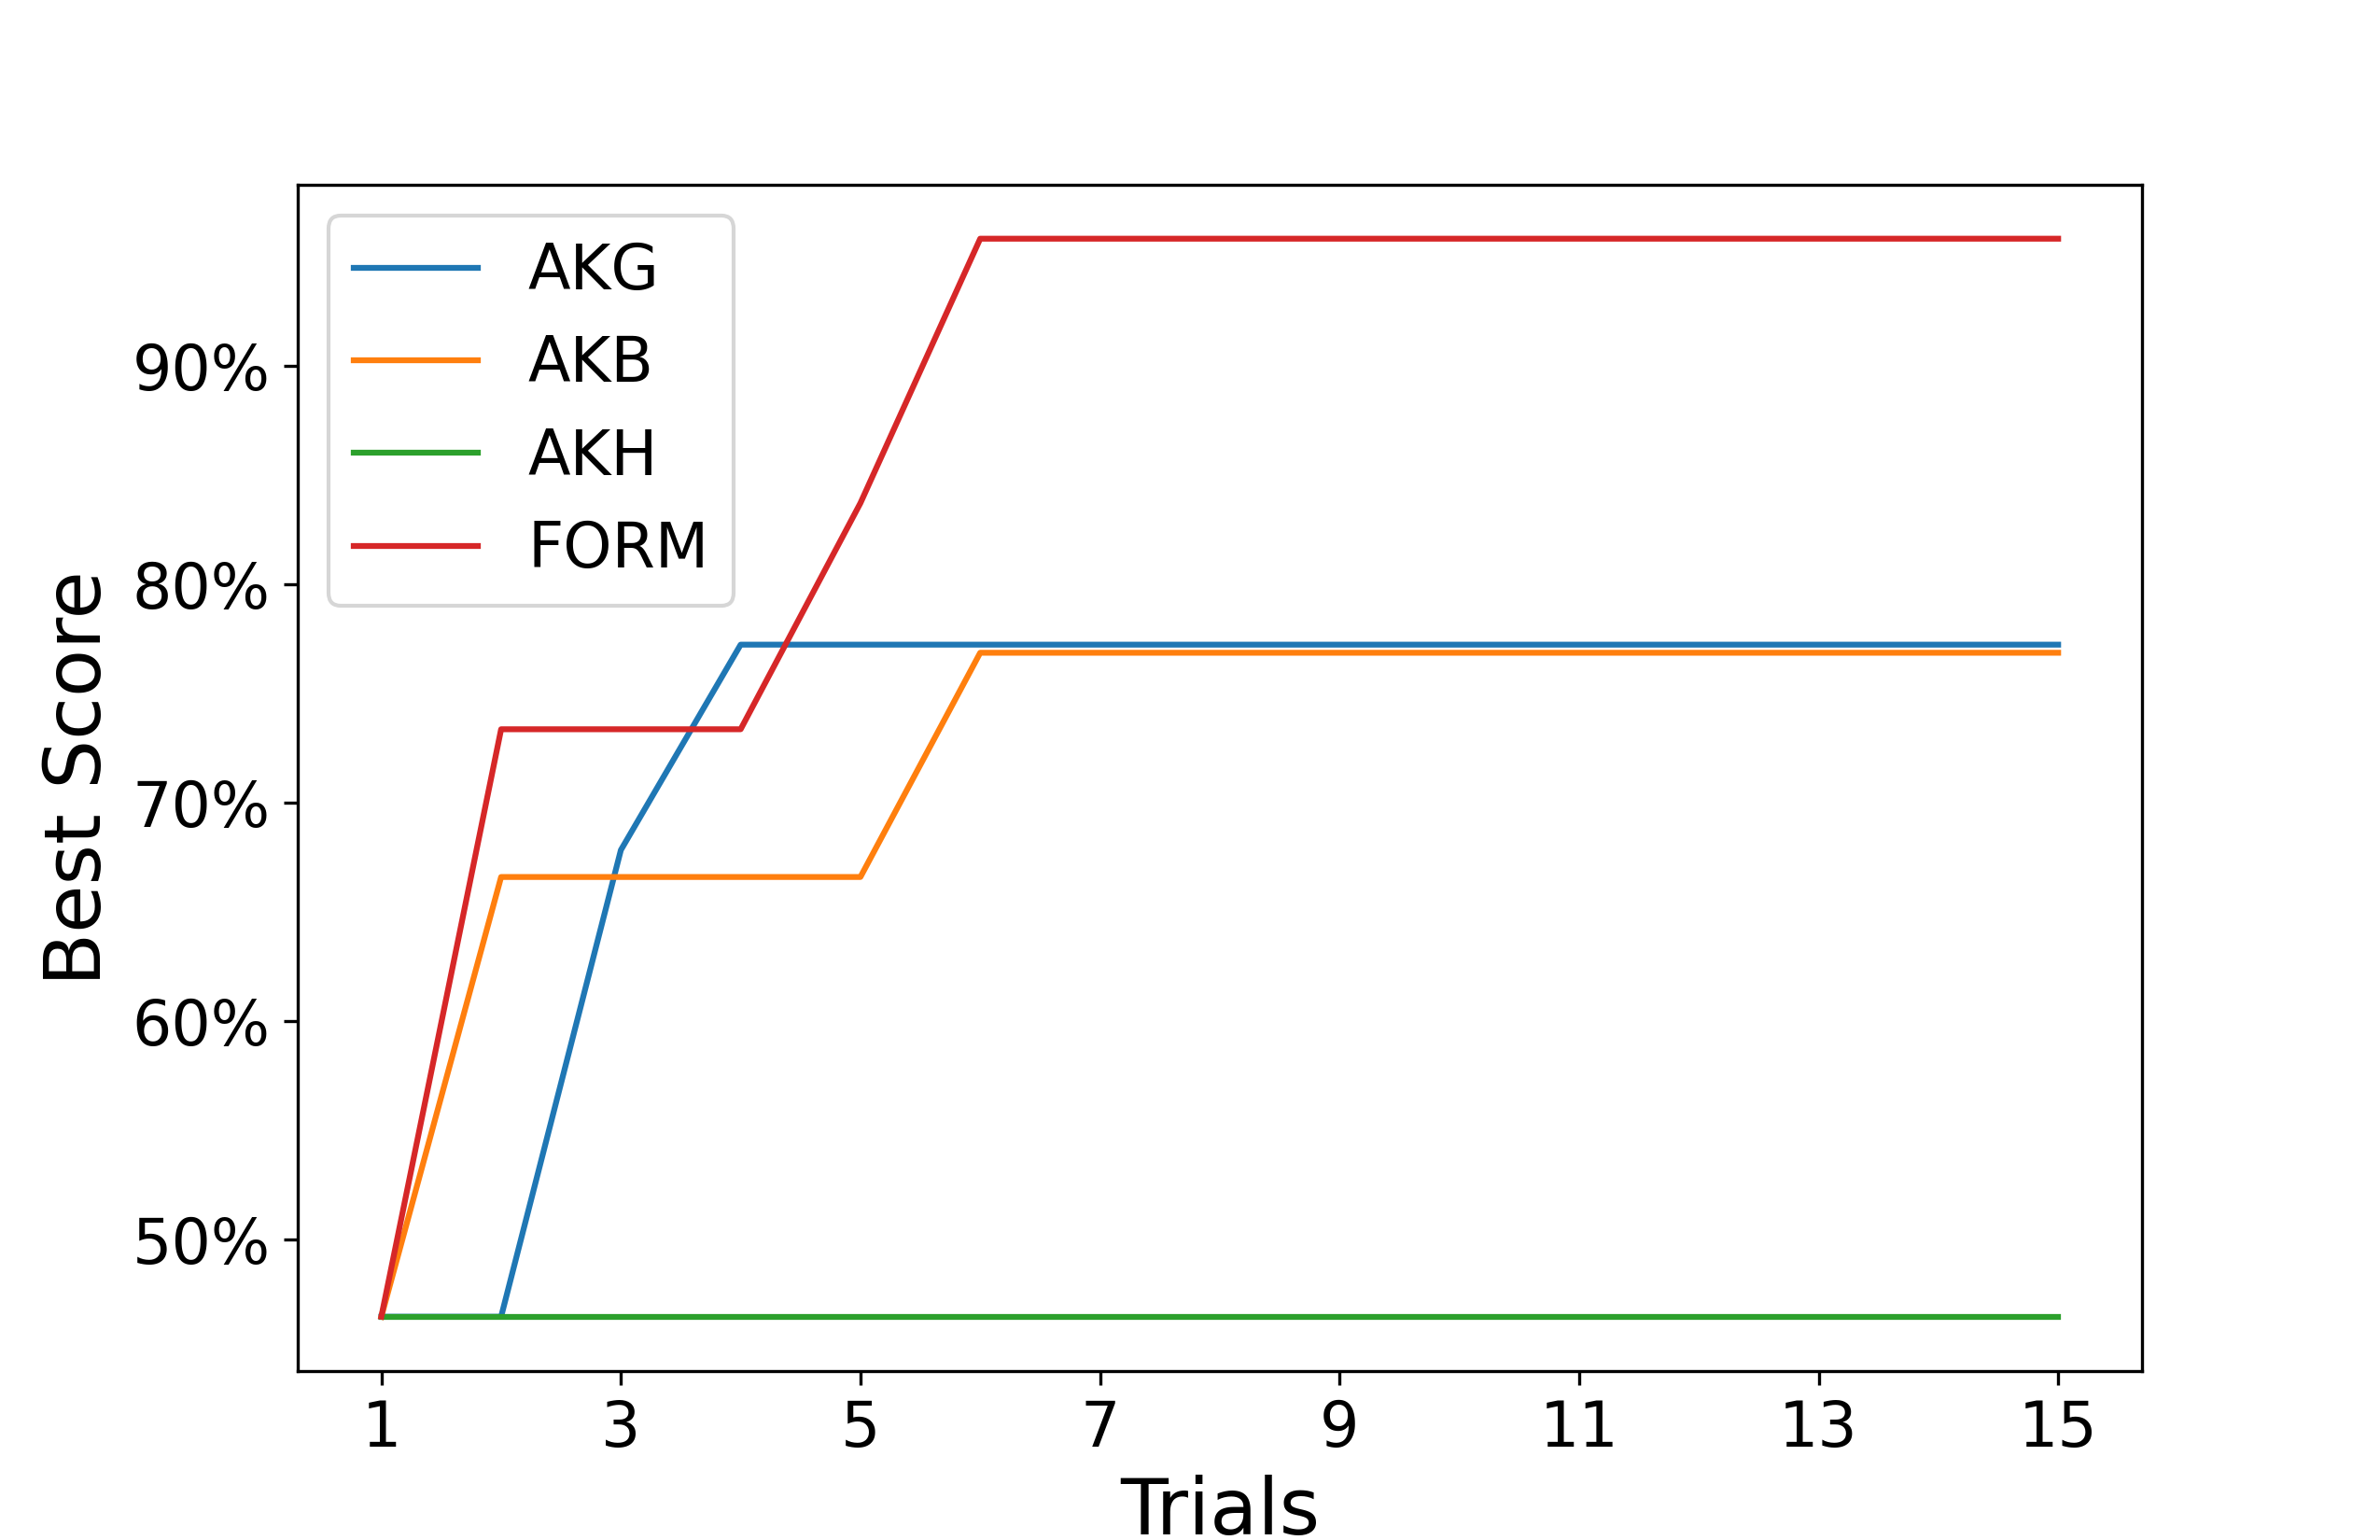 AKG
AKB
AKH
FORM
90%
80%
70%
60%
50%
Best Score
1 3 5 7 9 11 13 15
Trials